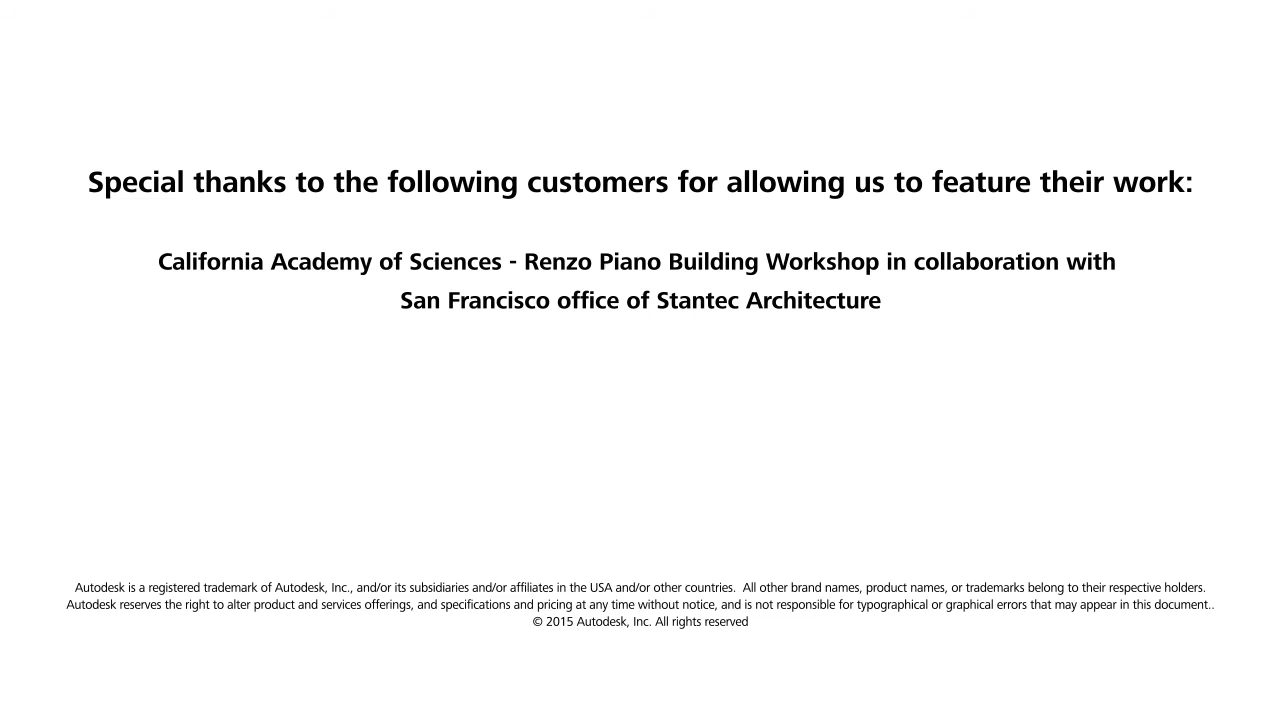 Special thanks to the following customers for allowing us to feature their work:
California Academy of Sciences - Renzo Piano Building Workshop in collaboration with
San Francisco office of Stantec Architecture
Autodesk is a registered trademark of Autodesk, Inc., and/or its subsidiaries and/or affiliates in the USA and/or other countries.  All other brand names, product names, or trademarks belong to their respective holders.
Autodesk reserves the right to alter product and services offerings, and specifications and pricing at any time without notice, and is not responsible for typographical or graphical errors that may appear in this document..
© 2015 Autodesk, Inc. All rights reserved